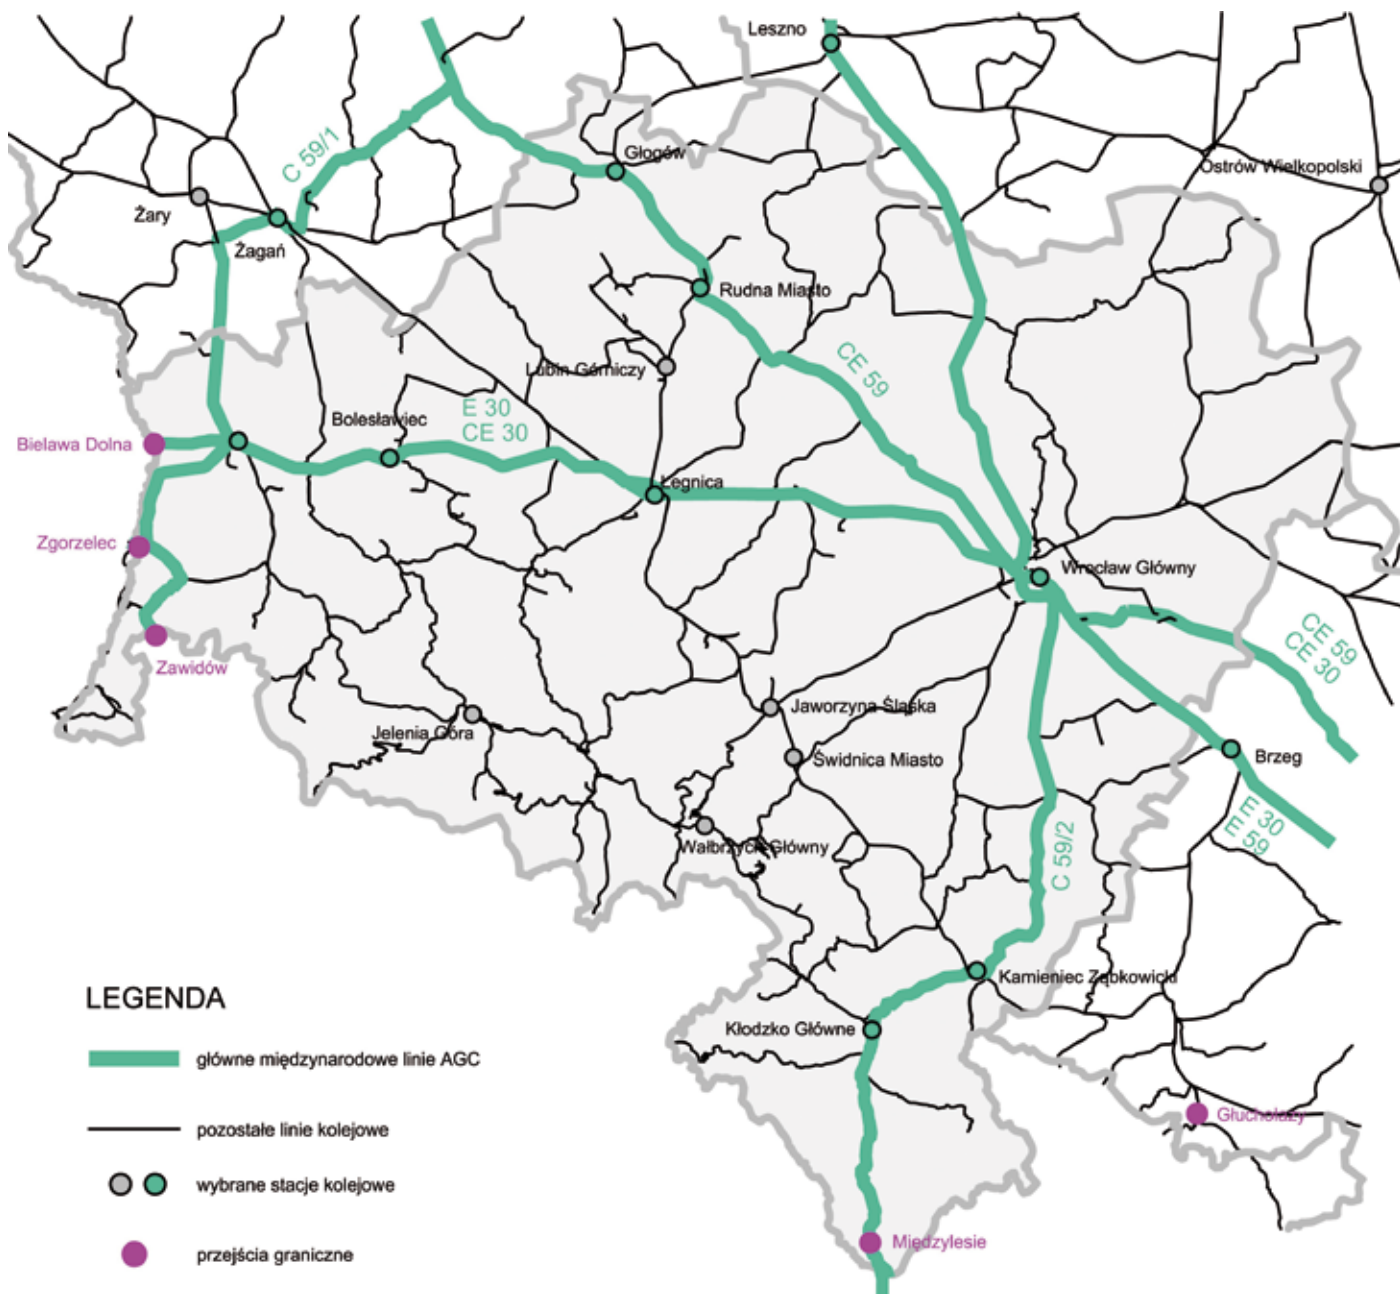 Leszno
C 59/1
Głogów
Ostrów Wielkopolski
Żary
Żagań
Rudna Miasto
CE 59
Lubin Górniczy
E 30
CE 30
Bolesławiec
Bielawa Dolna
Legnica
Zgorzelec
Wrocław Główny
CE 59
CE 30
Zawidów
Jaworzyna Śląska
Jelenia Góra
Świdnica Miasto
Brzeg
E 30
E 59
Wałbrzych Główny
C 59/2
Kamieniec Ząbkowicki
LEGENDA
Kłodzko Główne
główne międzynarodowe linie AGC
Głuchołazy
pozostałe linie kolejowe
wybrane stacje kolejowe
Międzylesie
przejścia graniczne